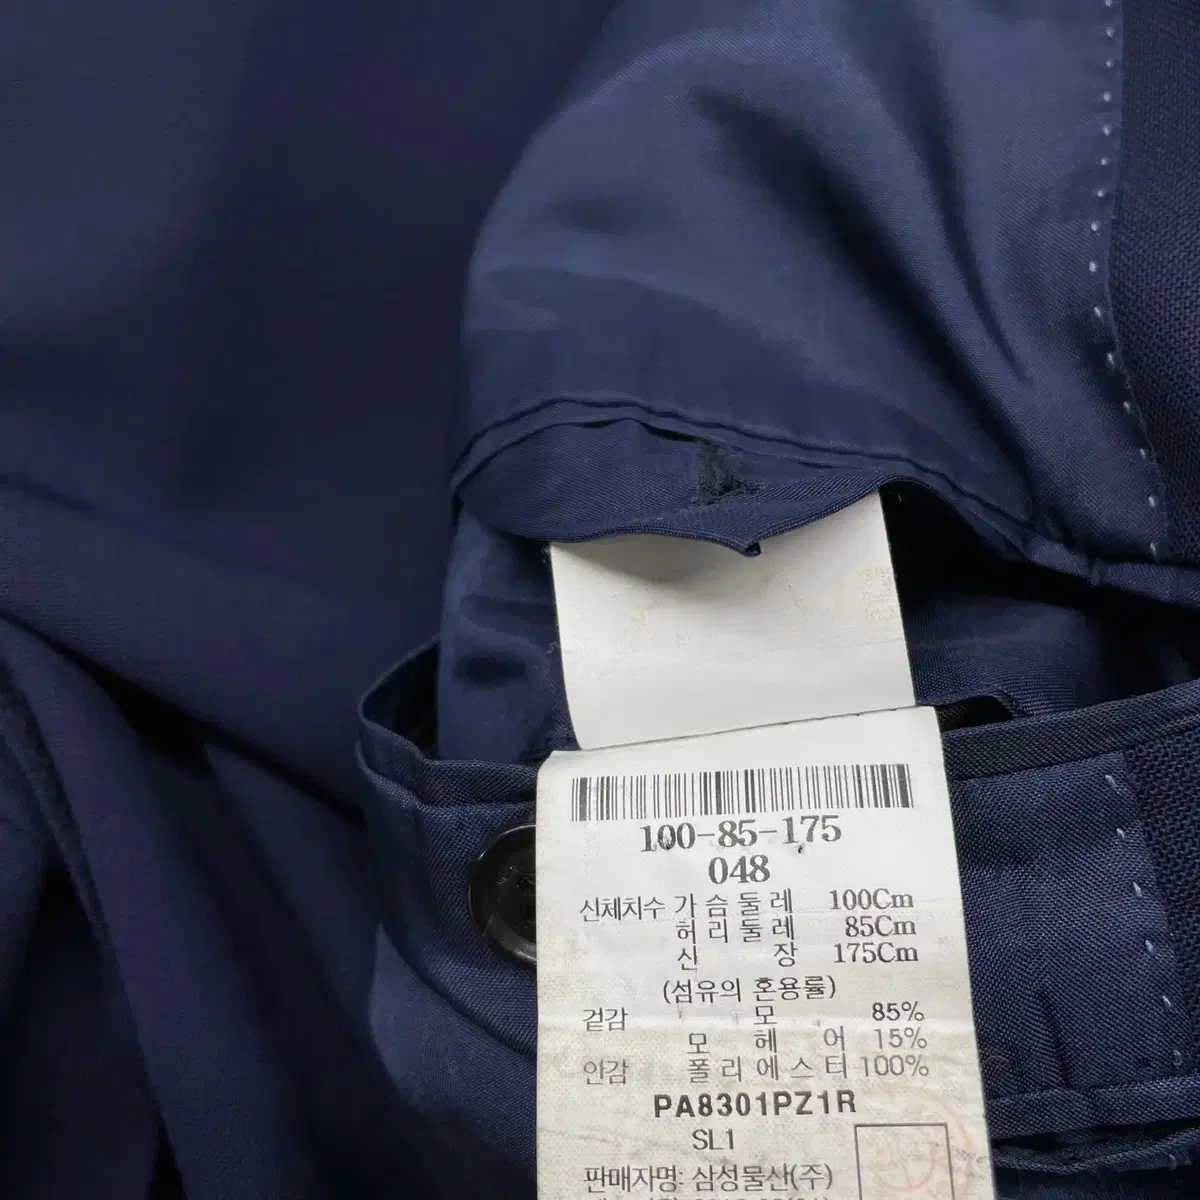 100-85-175
048
신체치수 가슴둘레 100Cm
허리둘레 85Cm
신장 175Cm
(섬유의 혼용률)
겉감 모 85%
모헤어 15%
안감 폴리에스터 100%
PA8301PZ1R
SL1
판매자명: 삼성물산(주)